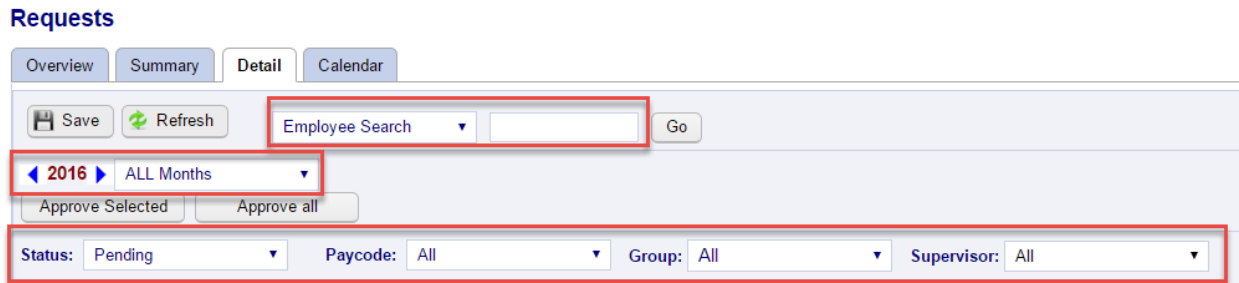 Requests
Overview Summary Detail Calendar
Save Refresh Employee Search Go
2016 ALL Months
Approve Selected Approve all
Status: Pending Paycode: All Group: All Supervisor: All